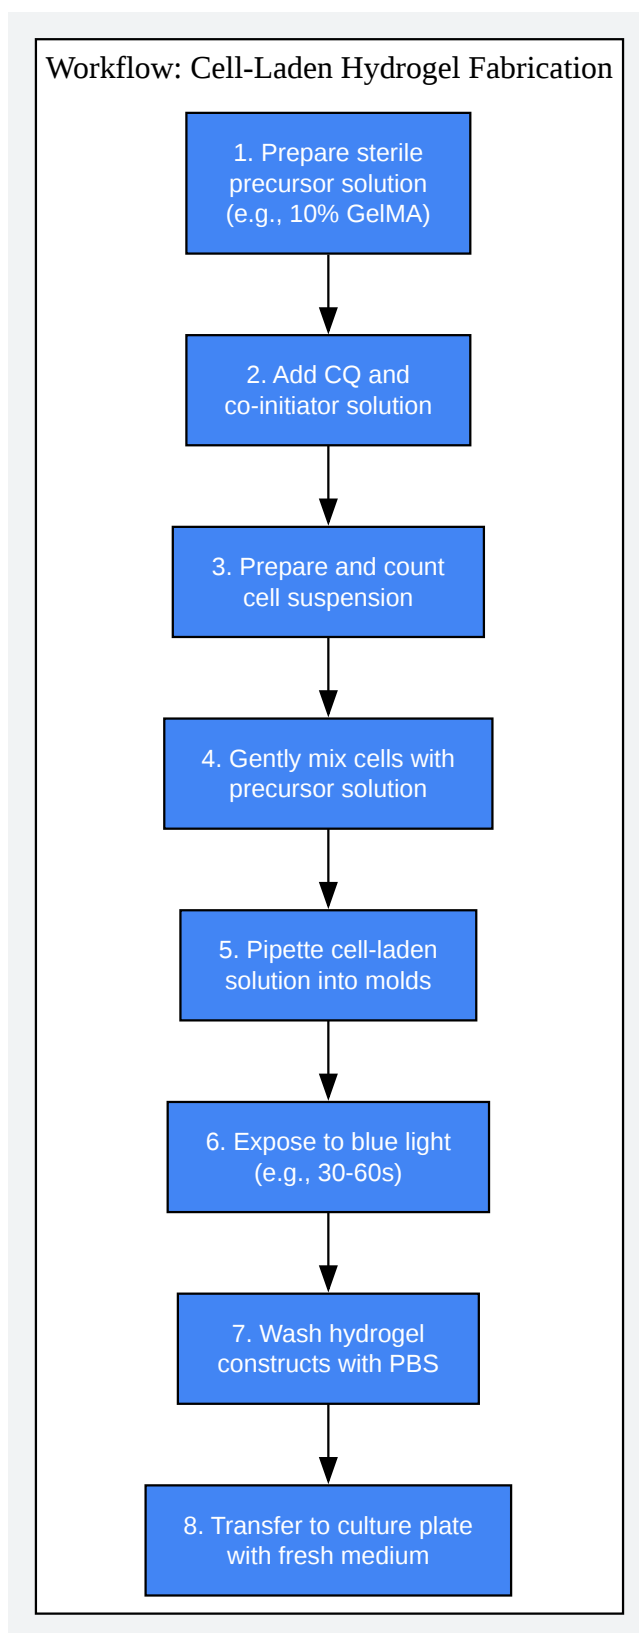 Workflow: Cell-Laden Hydrogel Fabrication
1. Prepare sterile
precursor solution
(e.g., 10% GelMA)
2. Add CQ and
co-initiator solution
3. Prepare and count
cell suspension
4. Gently mix cells with
precursor solution
5. Pipette cell-laden
solution into molds
6. Expose to blue light
(e.g., 30-60s)
7. Wash hydrogel
constructs with PBS
8. Transfer to culture plate
with fresh medium